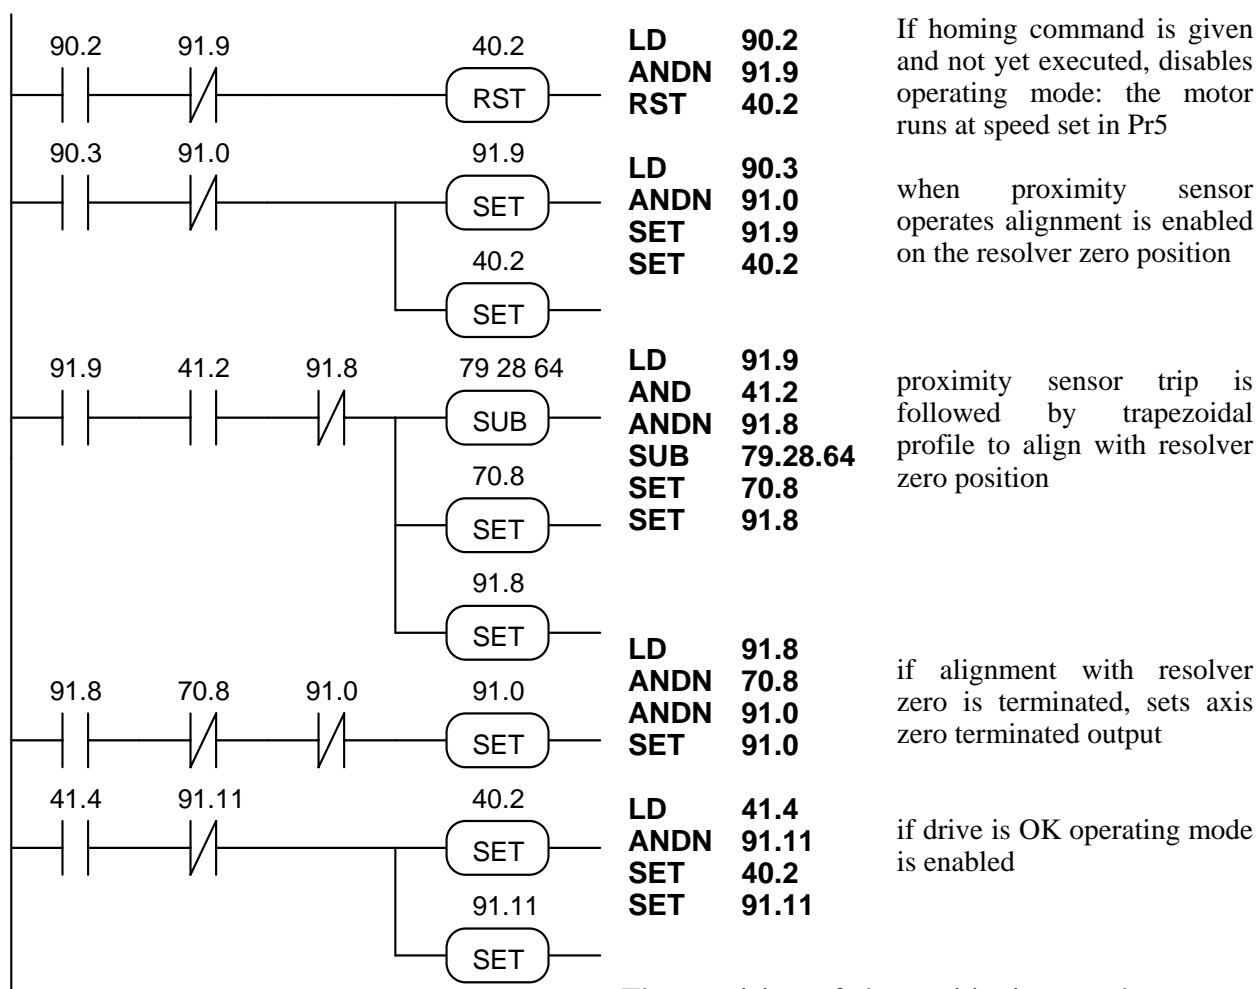 90.2 91.9 40.2
RST
LD 90.2
ANDN 91.9
RST 40.2
If homing command is given
and not yet executed, disables
operating mode: the motor
runs at speed set in Pr5
90.3 91.0 91.9
SET
40.2
SET
LD 90.3
ANDN 91.0
SET 91.9
SET 40.2
when proximity sensor
operates alignment is enabled
on the resolver zero position
91.9 41.2 91.8 79 28 64
SUB
70.8
SET
91.8
SET
LD 91.9
AND 41.2
ANDN 91.8
SUB 79.28.64
SET 70.8
SET 91.8
proximity sensor trip is
followed by trapezoidal
profile to align with resolver
zero position
91.8 70.8 91.0 91.0
SET
LD 91.8
ANDN 70.8
ANDN 91.0
SET 91.0
if alignment with resolver
zero is terminated, sets axis
zero terminated output
41.4 91.11 40.2
SET
91.11
SET
LD 41.4
ANDN 91.11
SET 40.2
SET 91.11
if drive is OK operating mode
is enabled